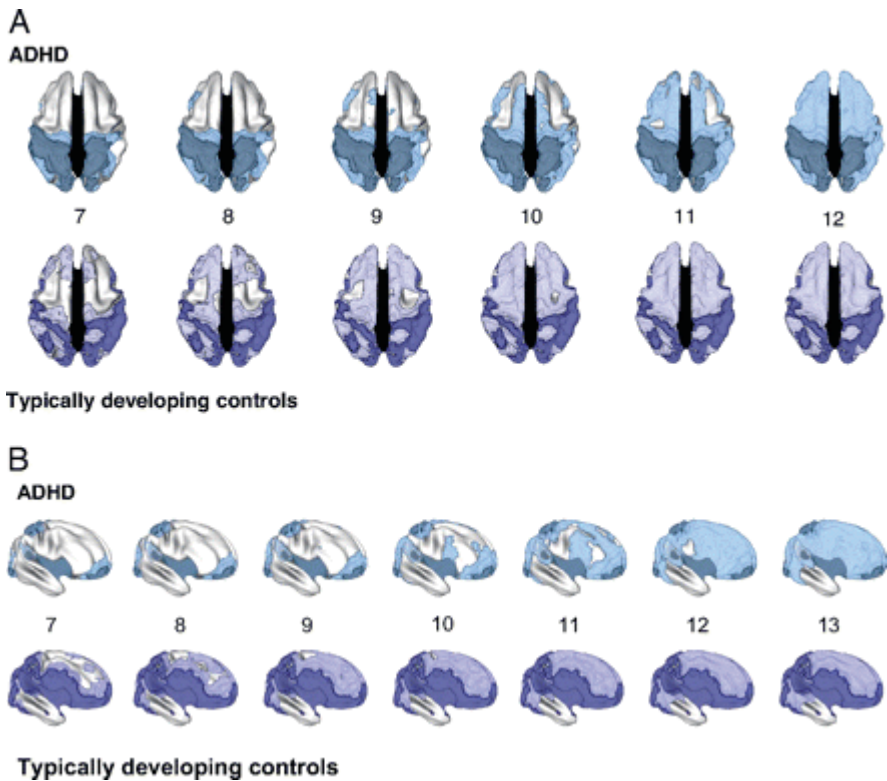 A
ADHD
7 8 9 10 11 12
Typically developing controls
B
ADHD
7 8 9 10 11 12 13
Typically developing controls